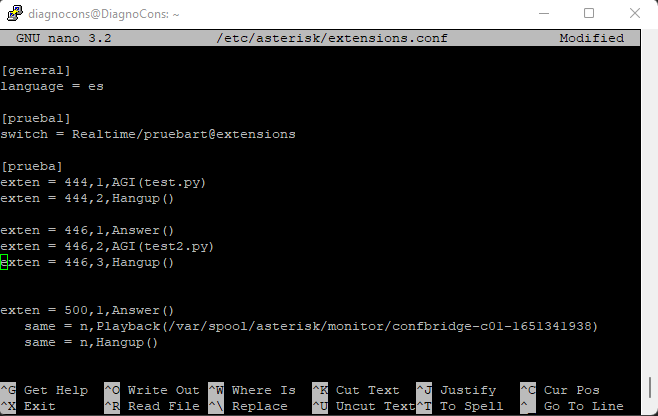 diagnocons@DiagnoCons: ~
GNU nano 3.2 /etc/asterisk/extensions.conf Modified
[general]
language = es
[prueba1]
switch = Realtime/pruebart@extensions
[prueba]
exten = 444,1,AGI(test.py)
exten = 444,2,Hangup()
exten = 446,1,Answer()
exten = 446,2,AGI(test2.py)
exten = 446,3,Hangup()
exten = 500,1,Answer()
same = n,Playback(/var/spool/asterisk/monitor/confbridge-c01-1651341938)
same = n,Hangup()
^G Get Help ^O Write Out ^W Where Is ^K Cut Text ^J Justify ^C Cur Pos
^X Exit ^R Read File ^\ Replace ^U Uncut Text ^T To Spell ^_ Go To Line